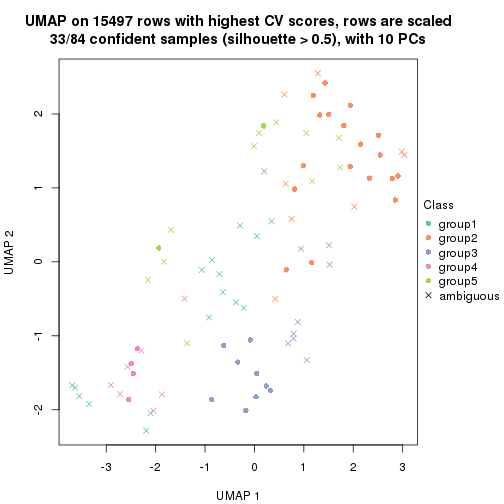 UMAP on 15497 rows with highest CV scores, rows are scaled
33/84 confident samples (silhouette > 0.5), with 10 PCs
2
1
0
-1
-2
UMAP 2
-3
-2
-1
0
1
2
3
UMAP 1
Class
group1
group2
group3
group4
group5
ambiguous